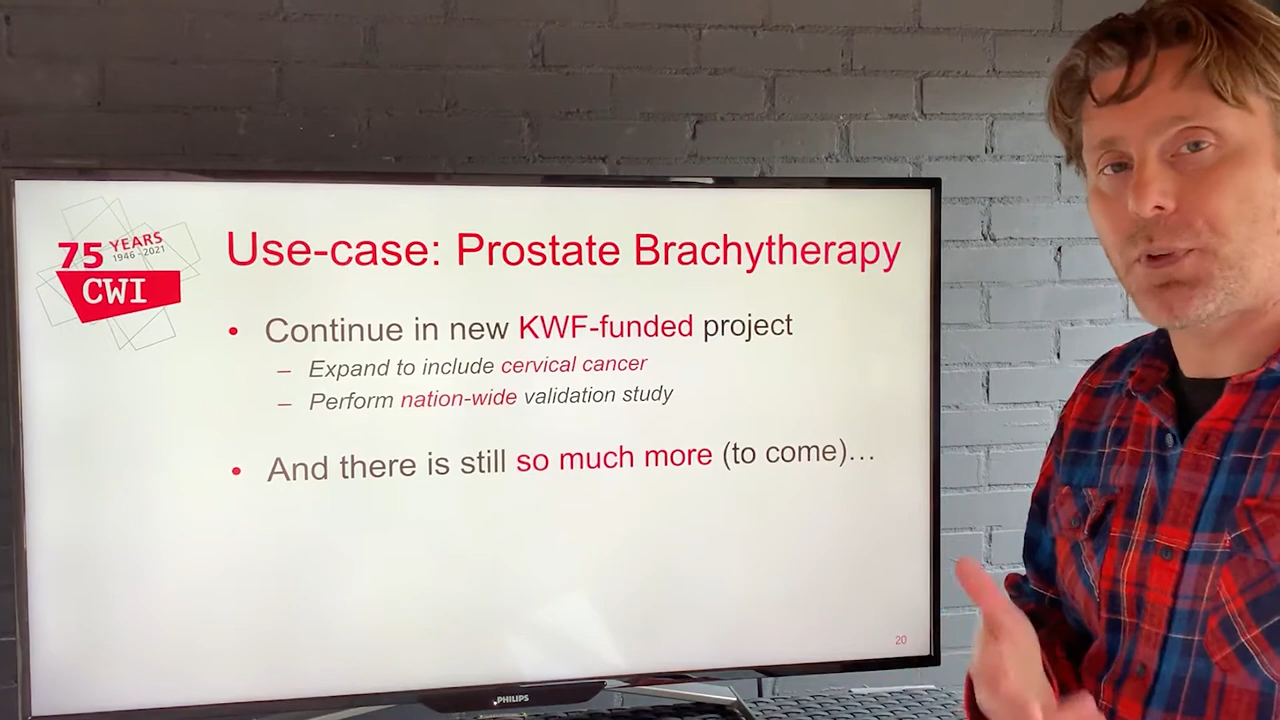 75 YEARS
1946 - 2021
CWI
Use-case: Prostate Brachytherapy
• Continue in new KWF-funded project
– Expand to include cervical cancer
– Perform nation-wide validation study
• And there is still so much more (to come)…
20
PHILIPS